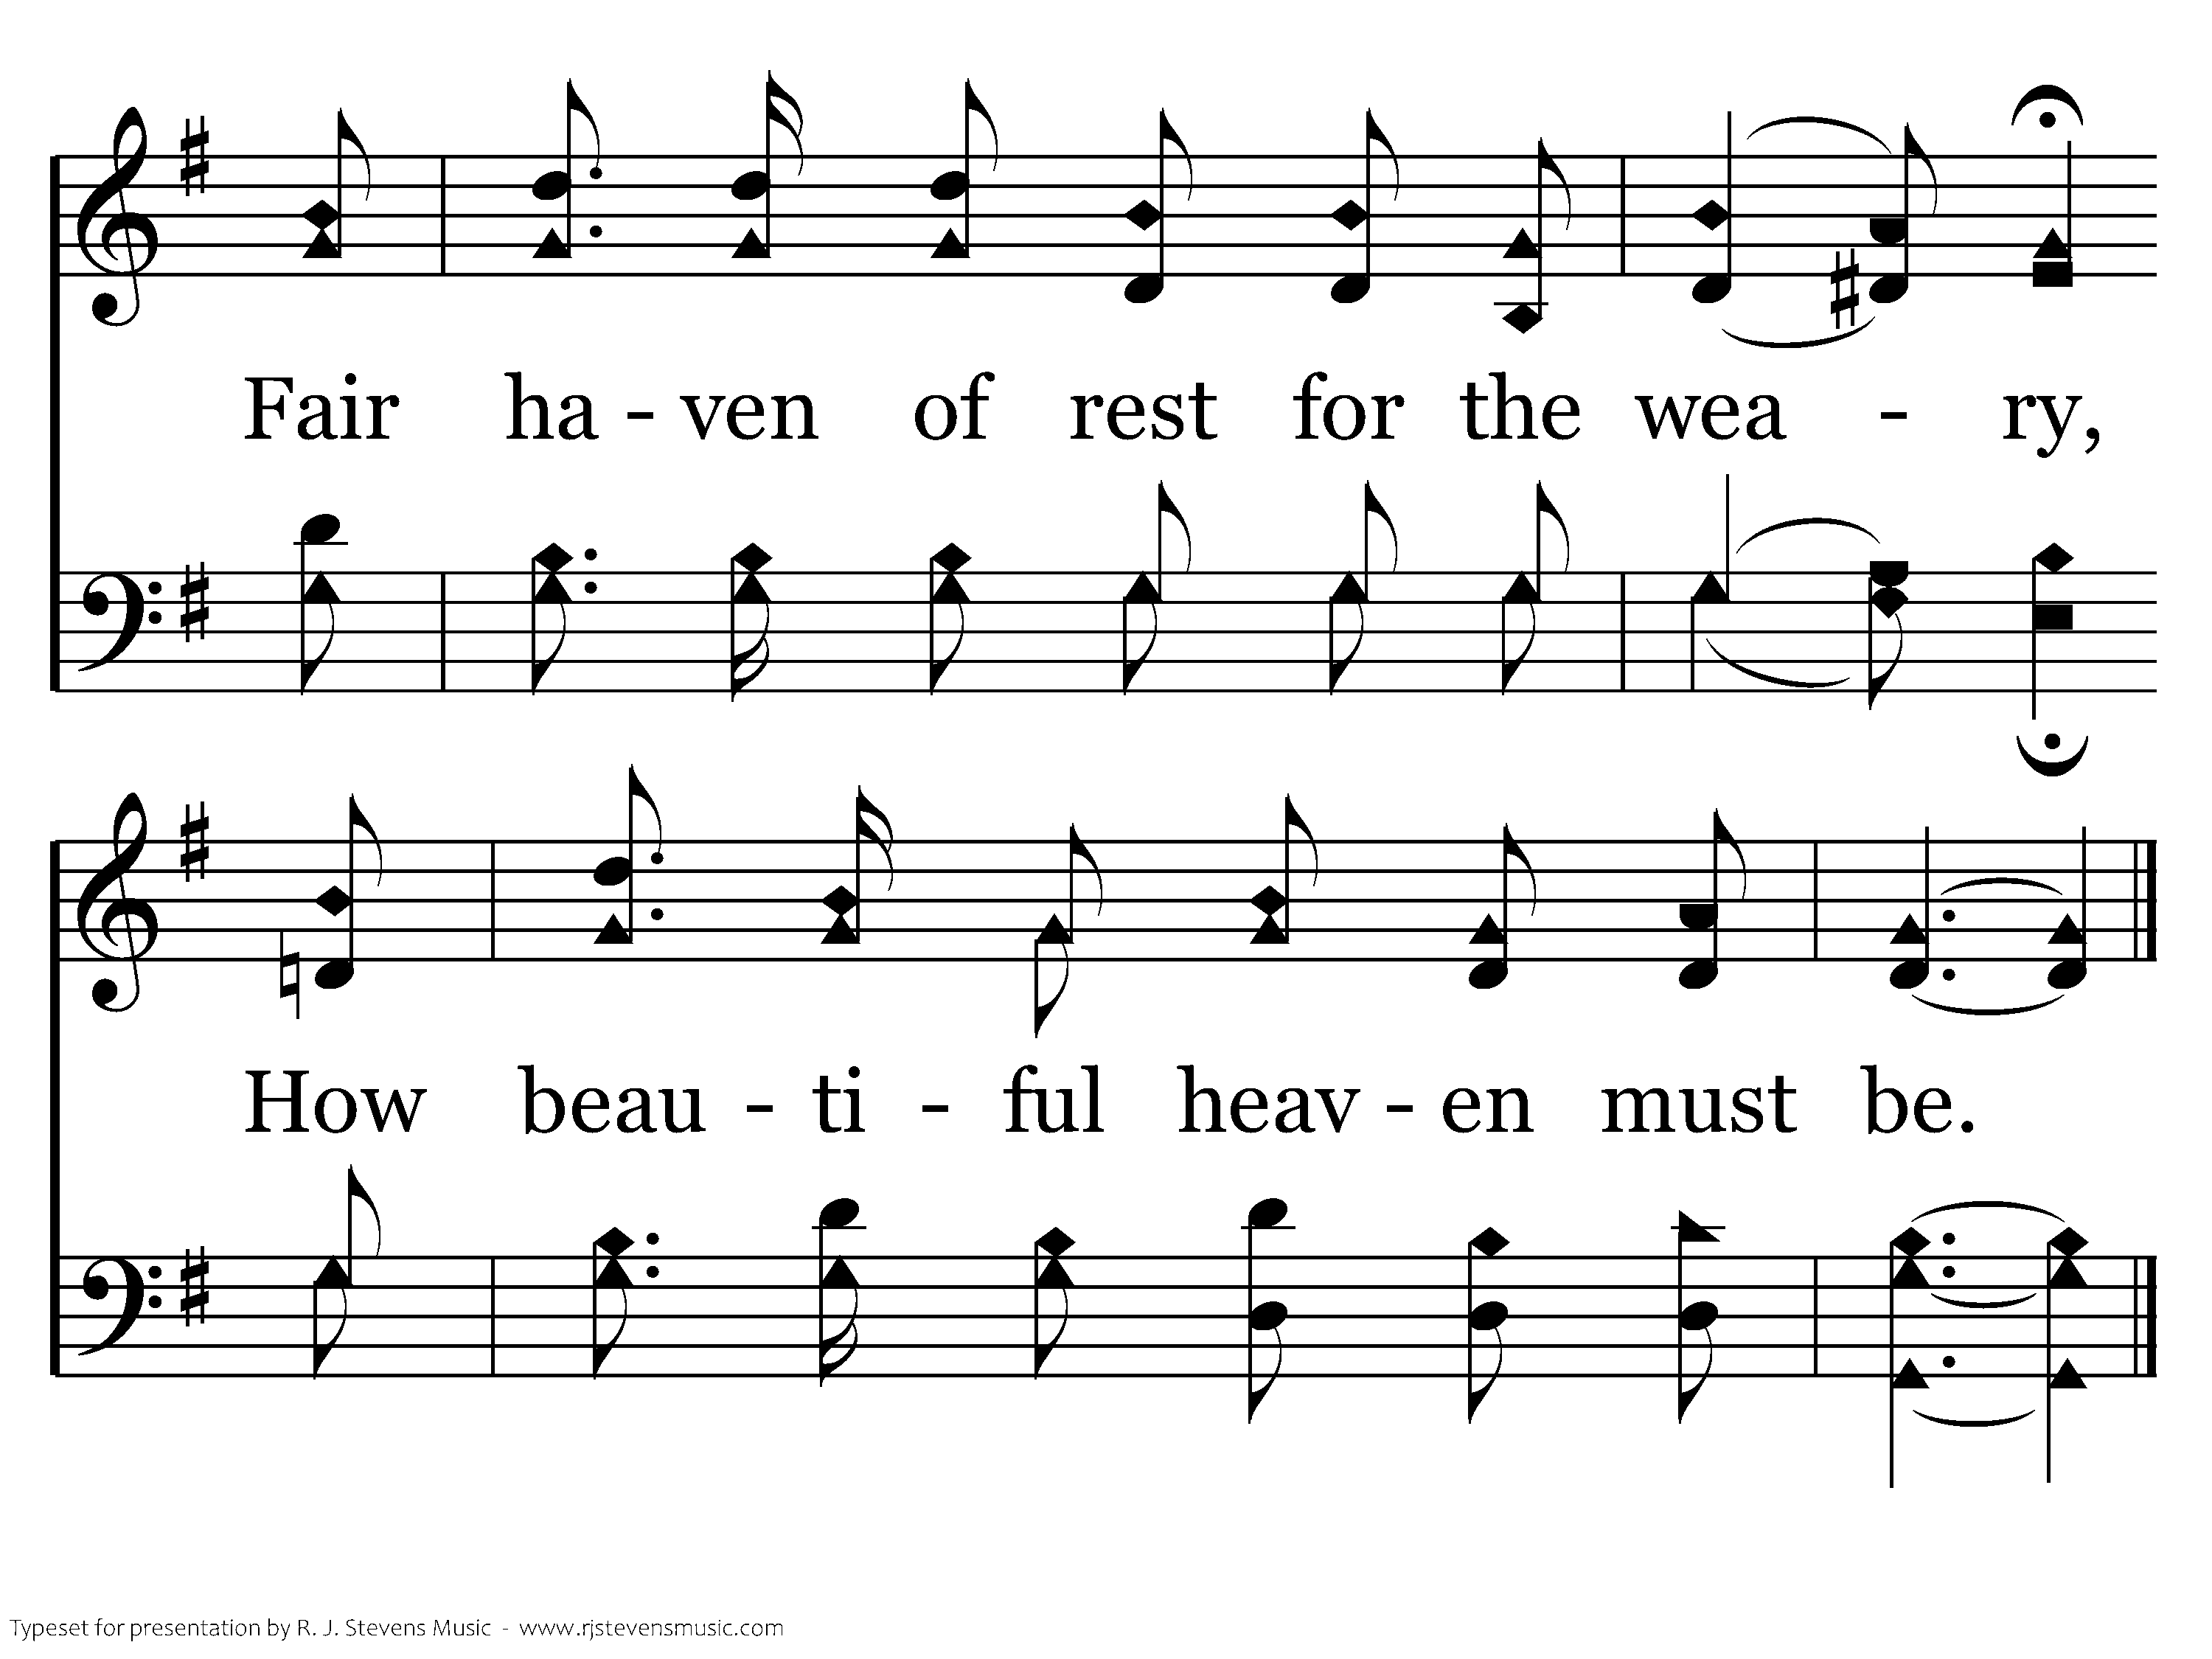 Fair ha - ven of rest for the wea - ry,
How beau - ti - ful heav - en must be.
Typeset for presentation by R. J. Stevens Music - www.rjstevensmusic.com